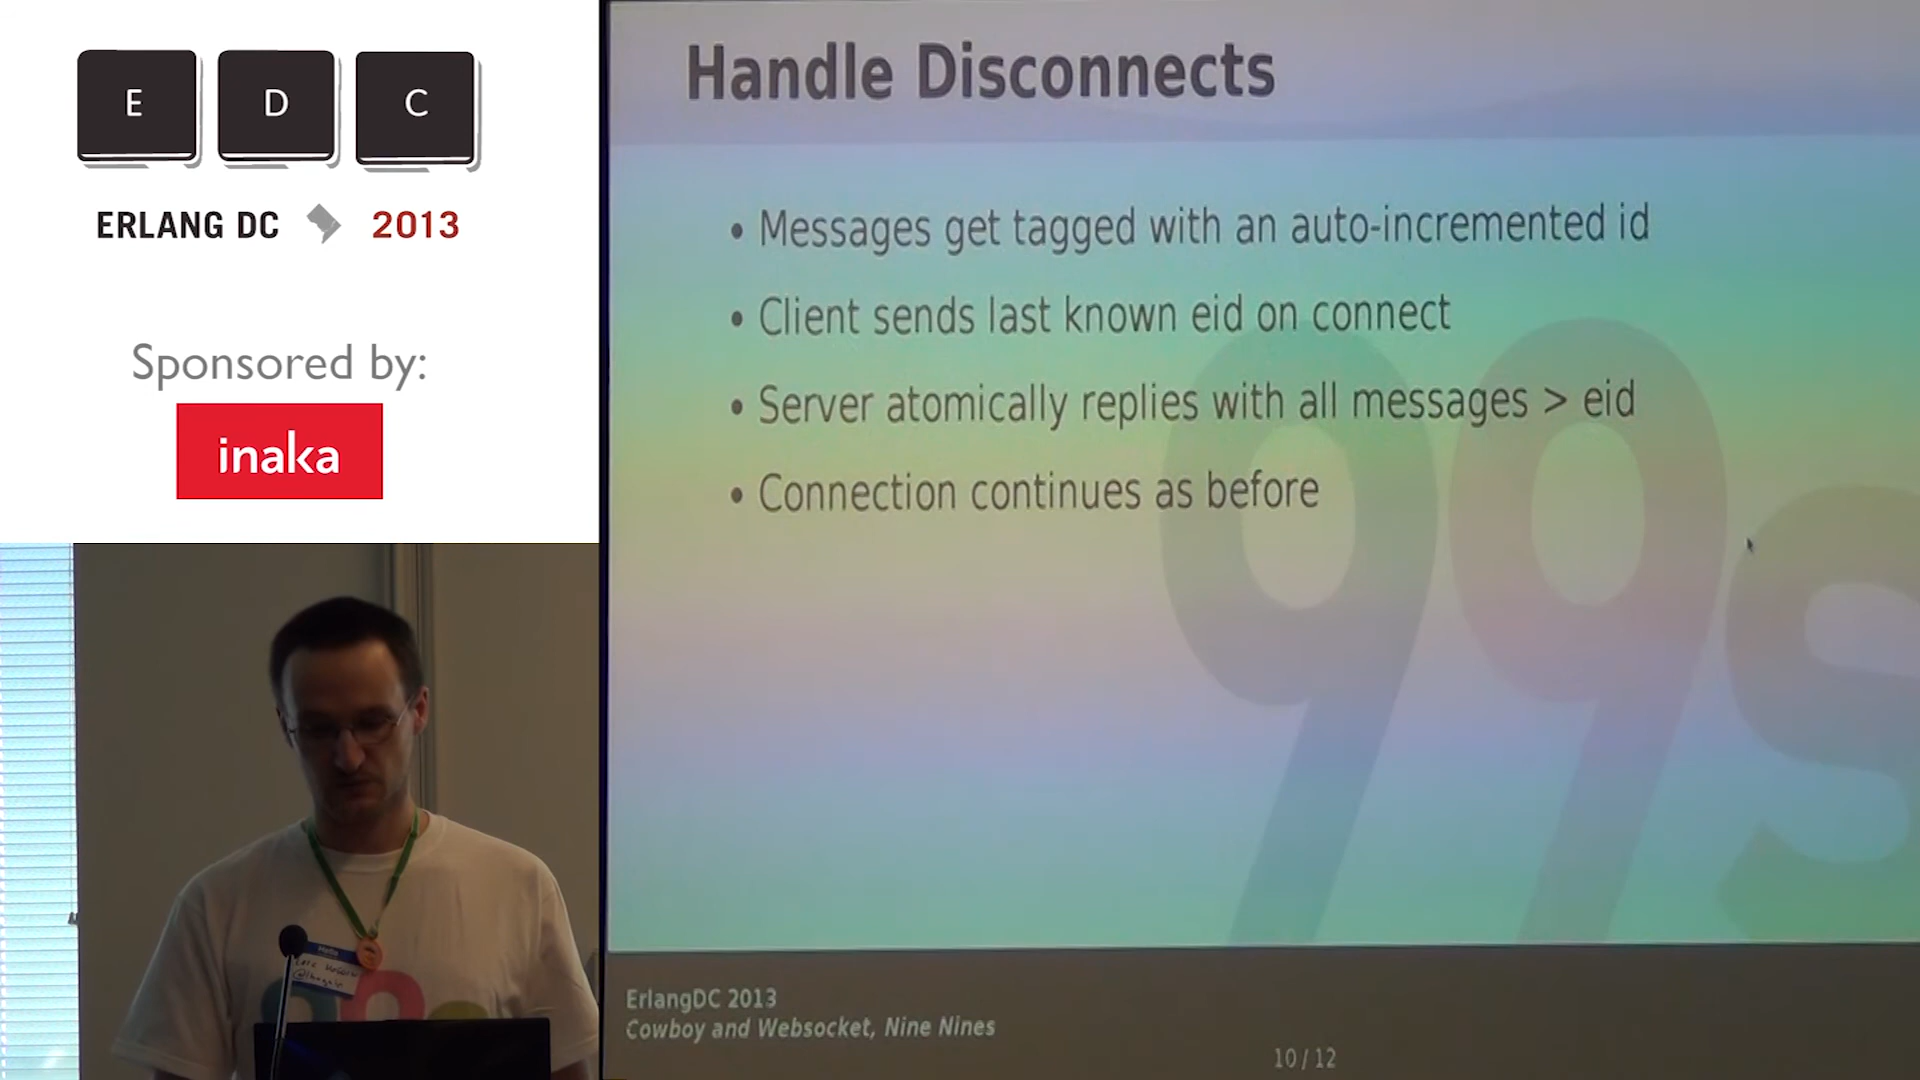 E D C
ERLANG DC 2013
Sponsored by:
inaka
Handle Disconnects
• Messages get tagged with an auto-incremented id
• Client sends last known eid on connect
• Server atomically replies with all messages > eid
• Connection continues as before
99s
ErlangDC 2013
Cowboy and Websocket, Nine Nines
10 / 12
Hello